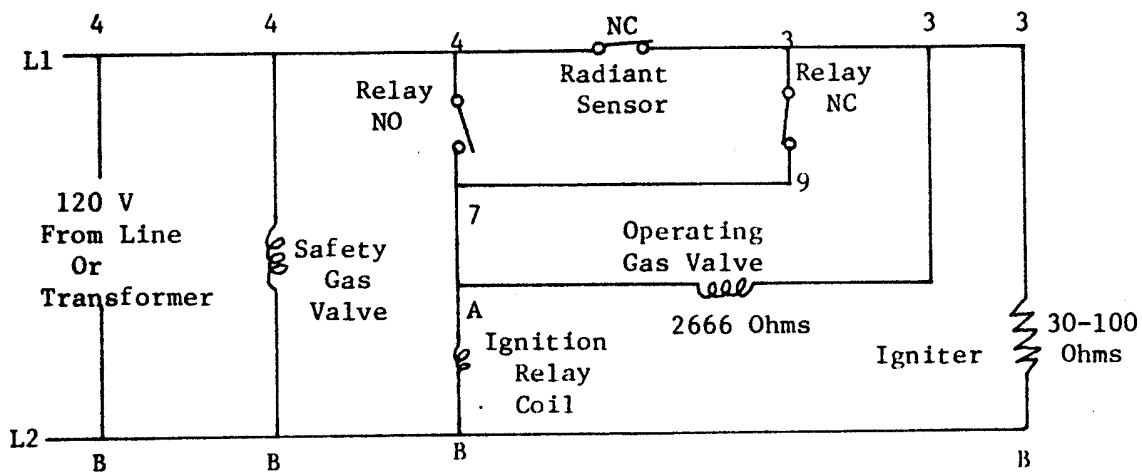 4
4
4
NC
3
3
3
L1
Relay
NO
Radiant
Sensor
Relay
NC
120 V
From Line
Or
Transformer
Safety
Gas
Valve
7
9
Operating
Gas Valve
A
2666 Ohms
Ignition
Relay
Coil
Igniter
30-100
Ohms
L2
B
B
B
B